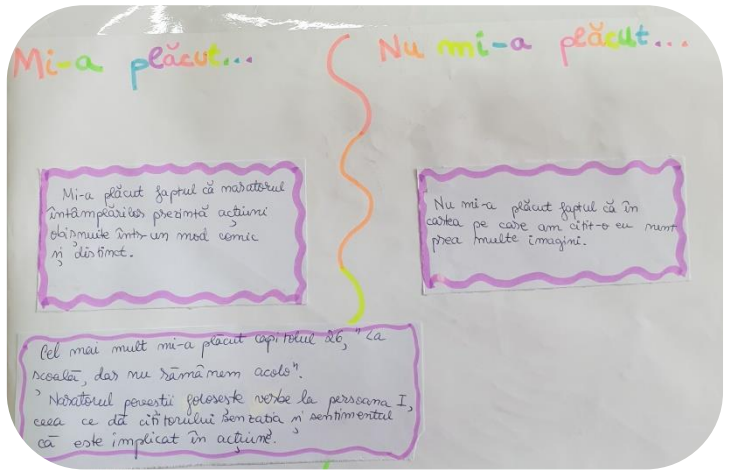 Mi-a plăcut...
Nu mi-a plăcut...
Mi-a plăcut faptul că naratorul
întâmplărilor prezintă acțiuni
obișnuite într-un mod comic
și distinct.
Nu mi-a plăcut faptul că în
cartea pe care am citit-o eu sunt
prea multe imagini.
Cel mai mult mi-a plăcut capitolul 26, "La
școală, dar nu rămânem acolo".
Naratorul povestii folosește verbe la persoana I,
ceea ce dă cititorului senzația și sentimentul
că este implicat în acțiune.